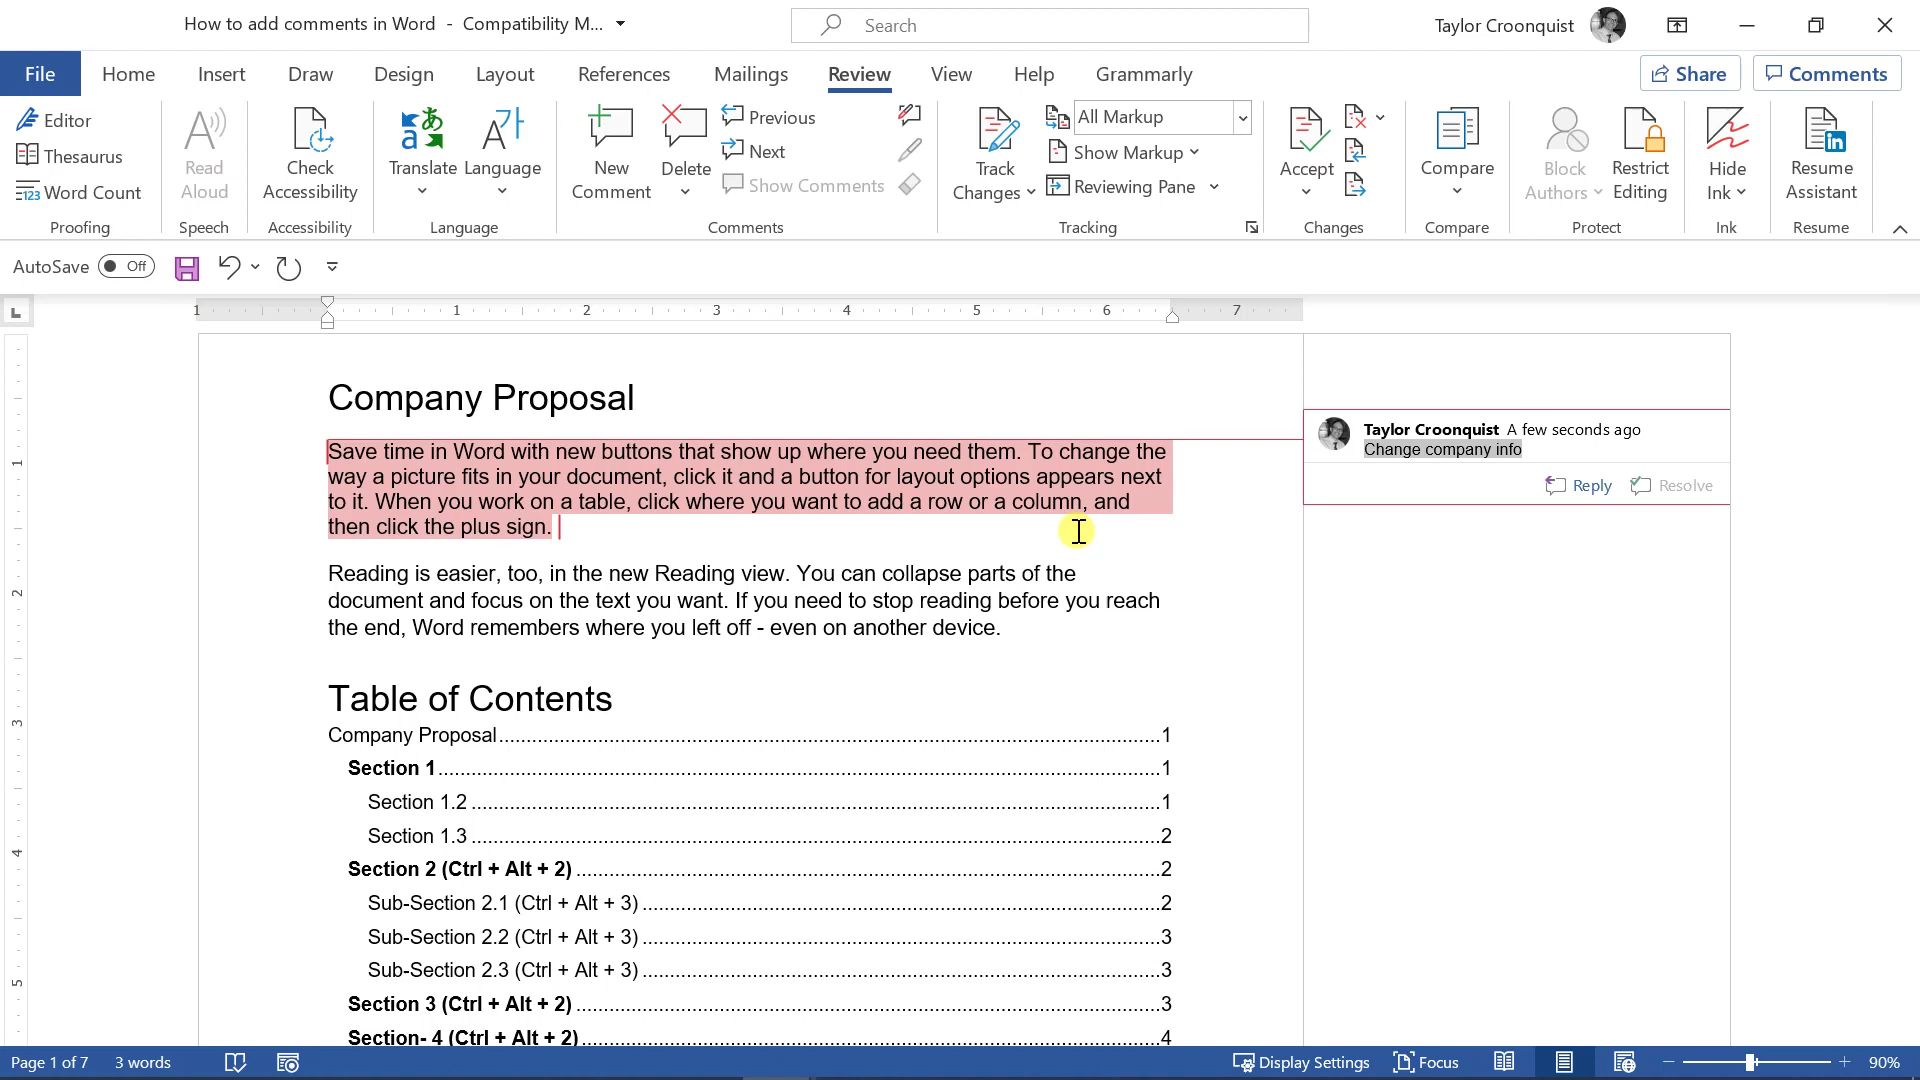 How to add comments in Word - Compatibility M...
Search
Taylor Croonquist
File Home Insert Draw Design Layout References Mailings Review View Help Grammarly
Share
Comments
Editor
Thesaurus
Word Count
Proofing
Read Aloud
Speech
Check Accessibility
Accessibility
Translate
Language
Language
New Comment
Delete
Previous
Next
Show Comments
Comments
Track Changes
All Markup
Show Markup
Reviewing Pane
Tracking
Accept
Changes
Compare
Compare
Block Authors
Restrict Editing
Protect
Hide Ink
Ink
Resume Assistant
Resume
AutoSave Off
1 1 2 3 4 5 6 7
Company Proposal
Save time in Word with new buttons that show up where you need them. To change the
way a picture fits in your document, click it and a button for layout options appears next
to it. When you work on a table, click where you want to add a row or a column, and
then click the plus sign.
Taylor Croonquist A few seconds ago
Change company info
Reply Resolve
Reading is easier, too, in the new Reading view. You can collapse parts of the
document and focus on the text you want. If you need to stop reading before you reach
the end, Word remembers where you left off - even on another device.
Table of Contents
Company Proposal 1
Section 1 1
Section 1.2 1
Section 1.3 2
Section 2 (Ctrl + Alt + 2) 2
Sub-Section 2.1 (Ctrl + Alt + 3) 2
Sub-Section 2.2 (Ctrl + Alt + 3) 3
Sub-Section 2.3 (Ctrl + Alt + 3) 3
Section 3 (Ctrl + Alt + 2) 3
Section- 4 (Ctrl + Alt + 2) 4
1
2
3
4
5
Page 1 of 7 3 words
Display Settings Focus 90%